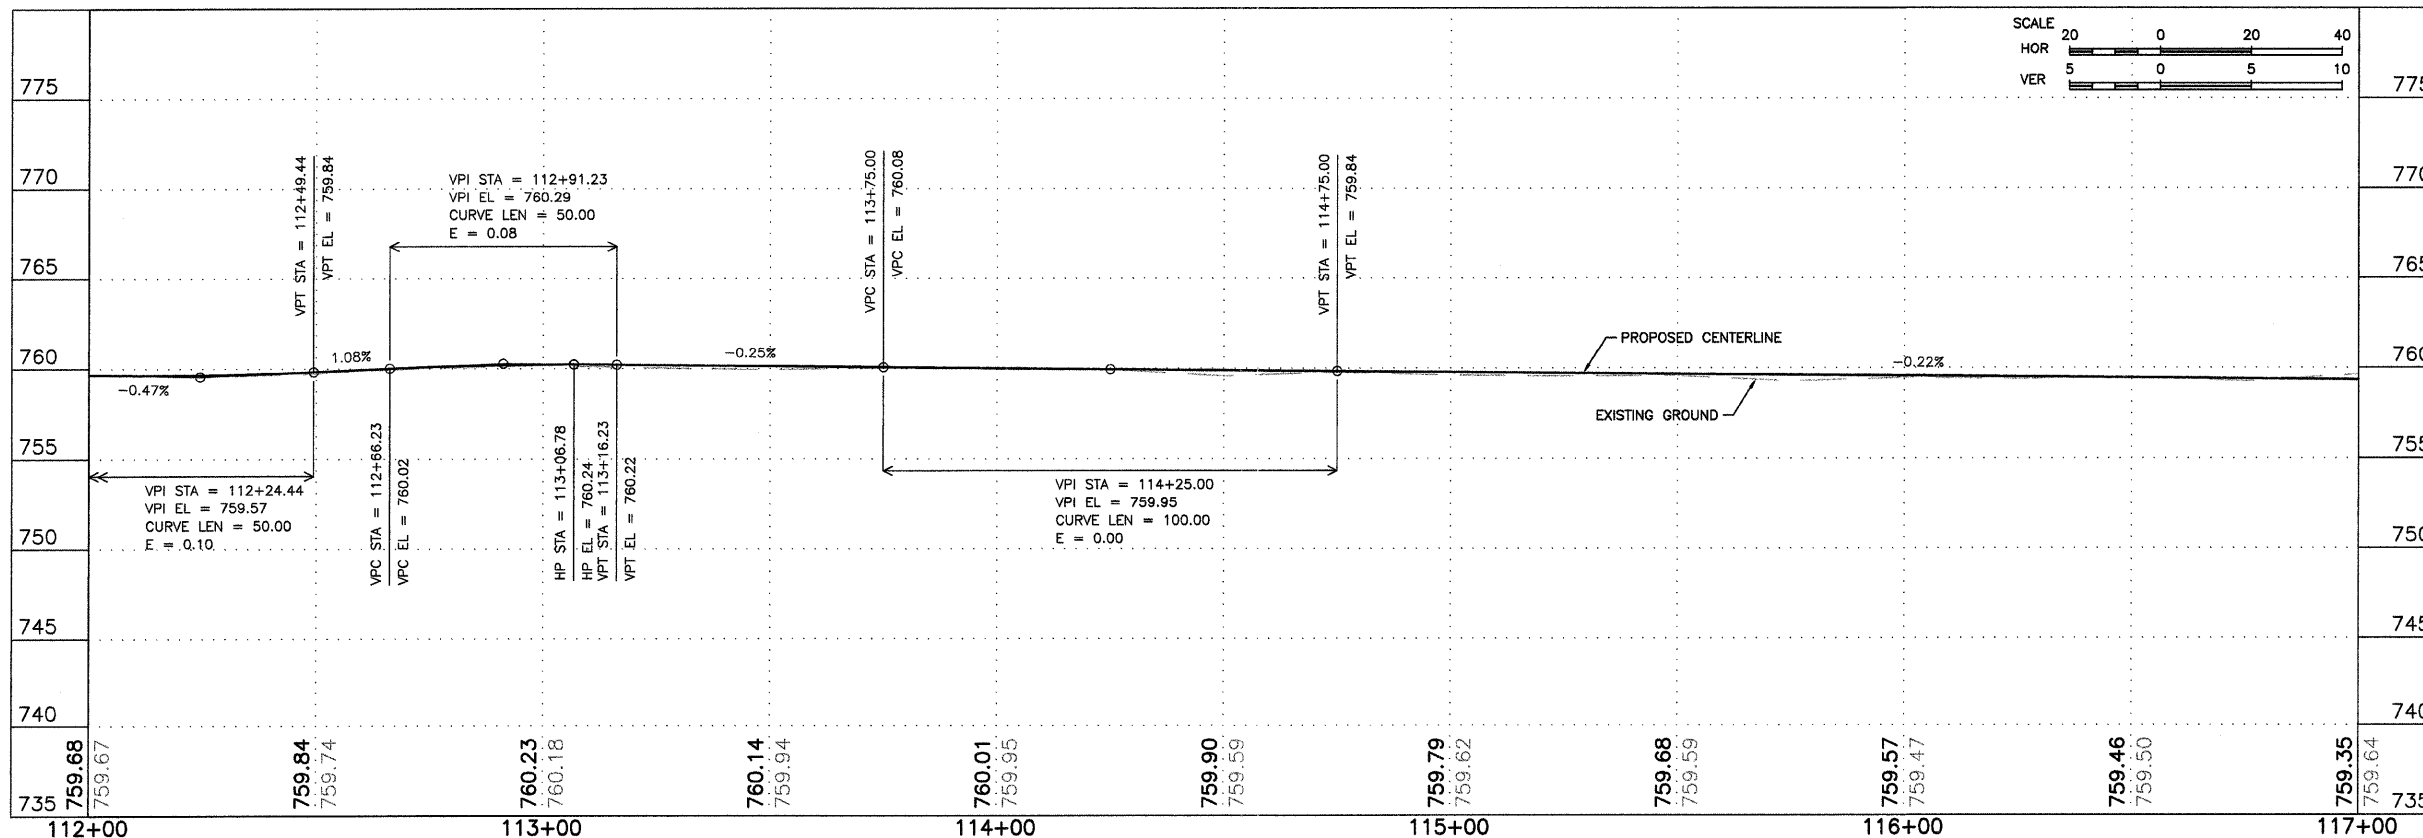 SCALE
HOR 20 0 20 40
VER 5 0 5 10
775 775
770 770
765 765
760 760
755 755
750 750
745 745
740 740
735 735
VPT STA = 112+49.44
VPT EL = 759.84
VPI STA = 112+91.23
VPI EL = 760.29
CURVE LEN = 50.00
E = 0.08
VPC STA = 113+75.00
VPC EL = 760.08
VPT STA = 114+75.00
VPT EL = 759.84
-0.47%
1.08%
-0.25%
PROPOSED CENTERLINE
-0.22%
EXISTING GROUND
VPI STA = 112+24.44
VPI EL = 759.57
CURVE LEN = 50.00
E = 0.10
VPC STA = 112+66.23
VPC EL = 760.02
HP STA = 113+06.78
HP EL = 760.24
VPT STA = 113+16.23
VPT EL = 760.22
VPI STA = 114+25.00
VPI EL = 759.95
CURVE LEN = 100.00
E = 0.00
759.68
759.67
759.84
759.74
760.23
760.18
760.14
759.94
760.01
759.95
759.90
759.59
759.79
759.62
759.68
759.59
759.57
759.47
759.46
759.50
759.35
759.64
112+00 113+00 114+00 115+00 116+00 117+00